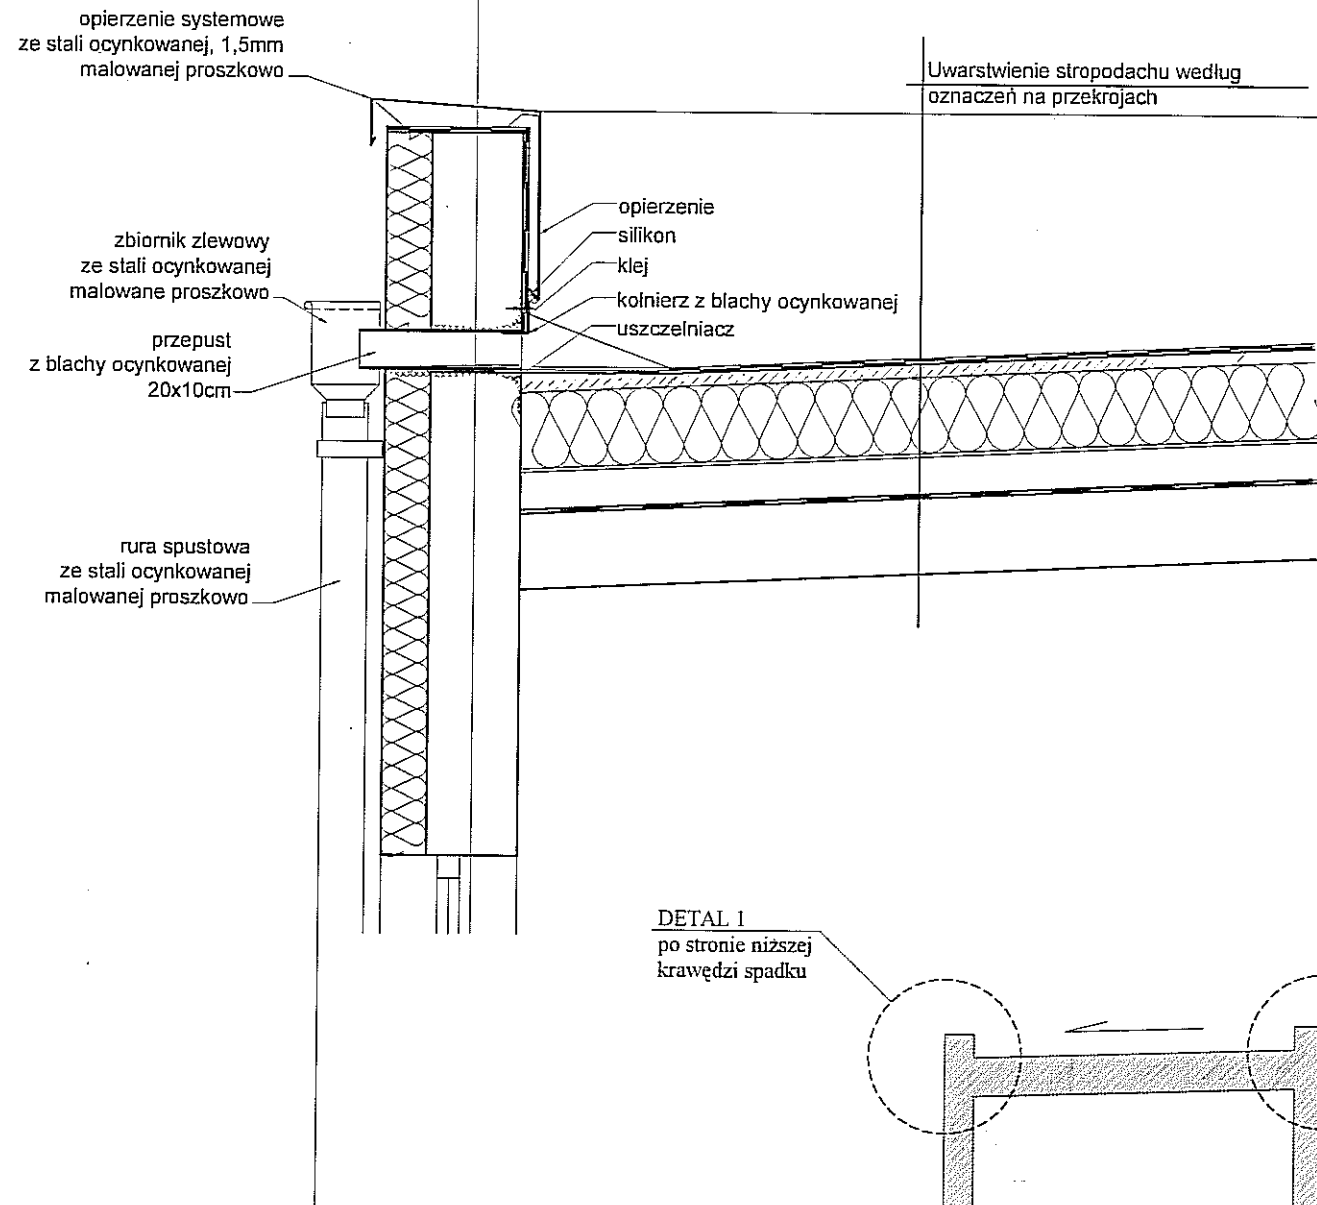 opierzenie systemowe
ze stali ocynkowanej, 1,5mm
malowanej proszkowo
Uwarstwienie stropodachu według
oznaczeń na przekrojach
opierzenie
silikon
klej
kołnierz z blachy ocynkowanej
uszczelniacz
zbiornik zlewowy
ze stali ocynkowanej
malowane proszkowo
przepust
z blachy ocynkowanej
20x10cm
rura spustowa
ze stali ocynkowanej
malowanej proszkowo
DETAL 1
po stronie niższej
krawędzi spadku